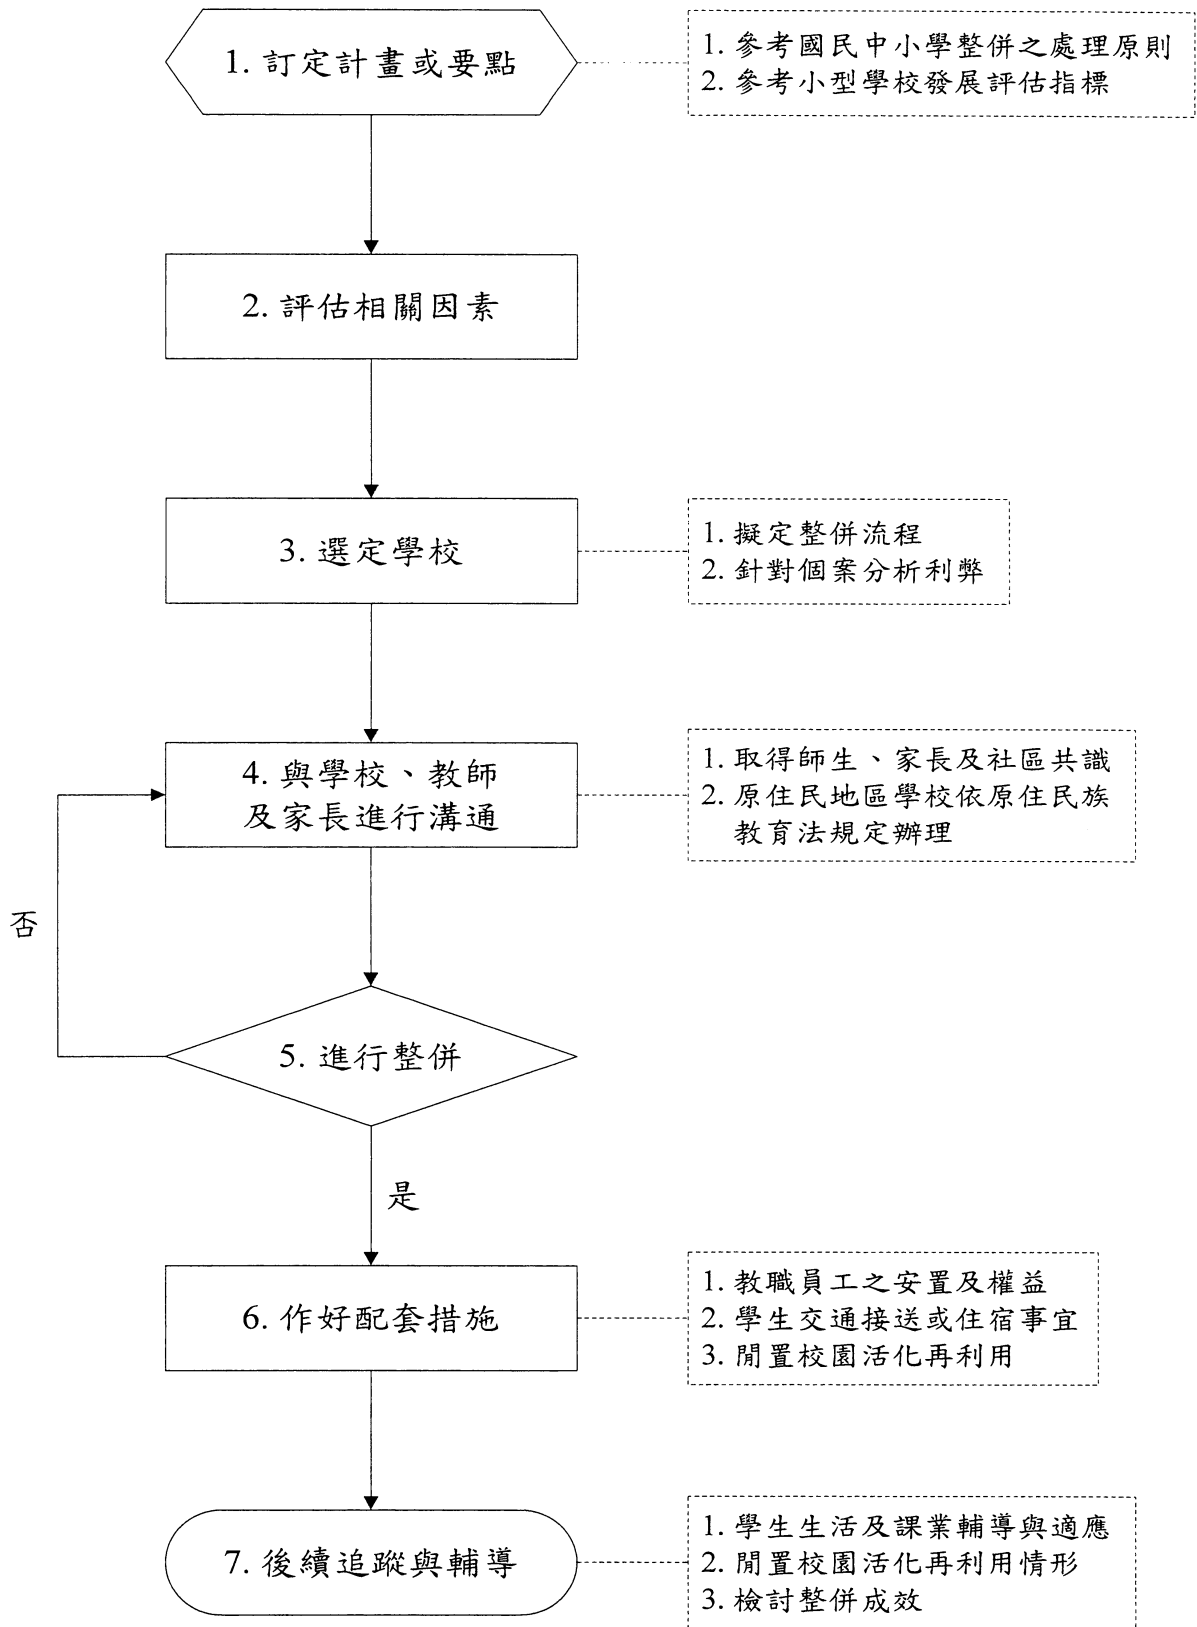 1. 訂定計畫或要點
1. 參考國民中小學整併之處理原則
2. 參考小型學校發展評估指標
2. 評估相關因素
3. 選定學校
1. 擬定整併流程
2. 針對個案分析利弊
4. 與學校、教師
及家長進行溝通
1. 取得師生、家長及社區共識
2. 原住民地區學校依原住民族
教育法規定辦理
否
5. 進行整併
是
6. 作好配套措施
1. 教職員工之安置及權益
2. 學生交通接送或住宿事宜
3. 閒置校園活化再利用
7. 後續追蹤與輔導
1. 學生生活及課業輔導與適應
2. 閒置校園活化再利用情形
3. 檢討整併成效